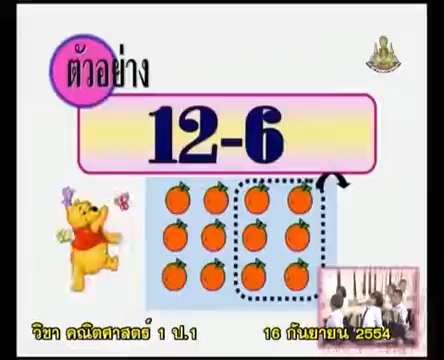 ตัวอย่าง
12-6
วิชา คณิตศาสตร์ 1 ป.1
16 กันยายน 2554